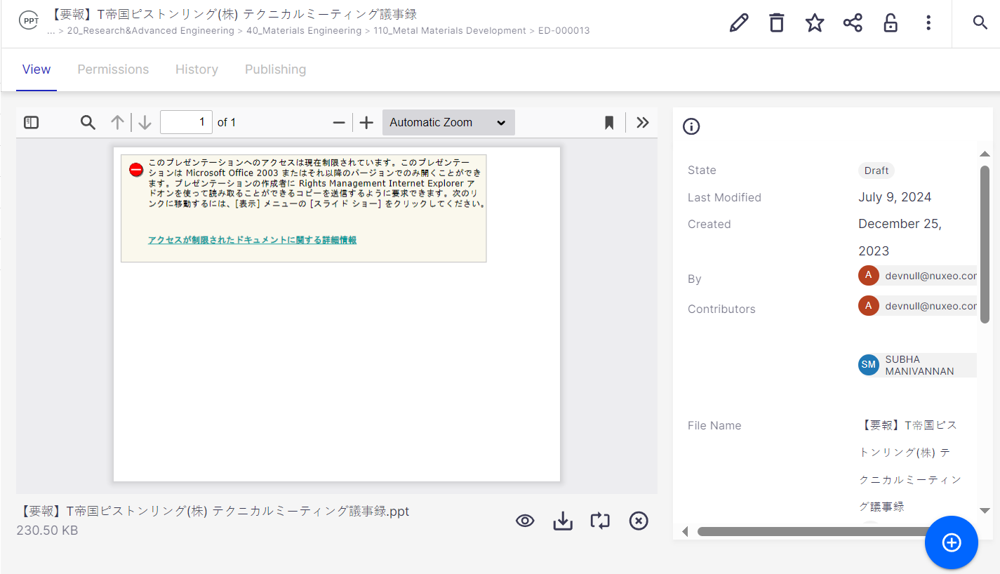 PPT
【要報】T帝国ピストンリング(株) テクニカルミーティング議事録
... > 20_Research&Advanced Engineering > 40_Materials Engineering > 110_Metal Materials Development > ED-000013
View Permissions History Publishing
1 of 1 Automatic Zoom
このプレゼンテーションへのアクセスは現在制限されています。このプレゼンテー
ションは Microsoft Office 2003 またはそれ以降のバージョンでのみ開くことができ
ます。プレゼンテーションの作成者に Rights Management Internet Explorer ア
ドオンを使って読み取ることができるコピーを送信するように要求できます。次のリ
ンクに移動するには、[表示] メニューの [スライド ショー] をクリックしてください。
アクセスが制限されたドキュメントに関する詳細情報
【要報】T帝国ピストンリング(株) テクニカルミーティング議事録.ppt
230.50 KB
State Draft
Last Modified July 9, 2024
Created December 25,
2023
By A devnull@nuxeo.cor
Contributors A devnull@nuxeo.cor
SM SUBHA
MANIVANNAN
File Name 【要報】T帝国ピス
トンリング(株) テ
クニカルミーティン
グ議事録